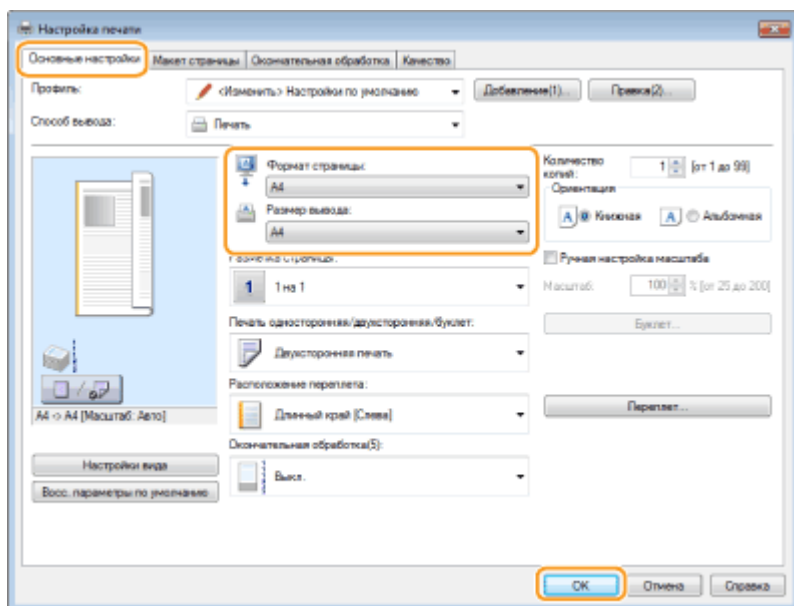 Настройка печати
Основные настройки Макет страницы Окончательная обработка Качество
Профиль: <Изменить> Настройки по умолчанию Добавление(1)... Правка(2)...
Способ вывода: Печать
Формат страницы:
A4
Размер вывода:
A4
Количество копий: 1 [от 1 до 99]
Ориентация
A Книжная A Альбомная
Разметка страницы:
1 1 на 1
Ручная настройка масштаба
Масштаб: 100 % [от 25 до 200]
Печать односторонняя/двухсторонняя/буклет:
Двухсторонняя печать
Буклет...
Расположение переплета:
Длинный край [Слева]
Переплет...
A4 -> A4 [Масштаб: Авто]
Окончательная обработка(5):
Выкл.
Настройки вида
Восс. параметры по умолчанию
OK Отмена Справка